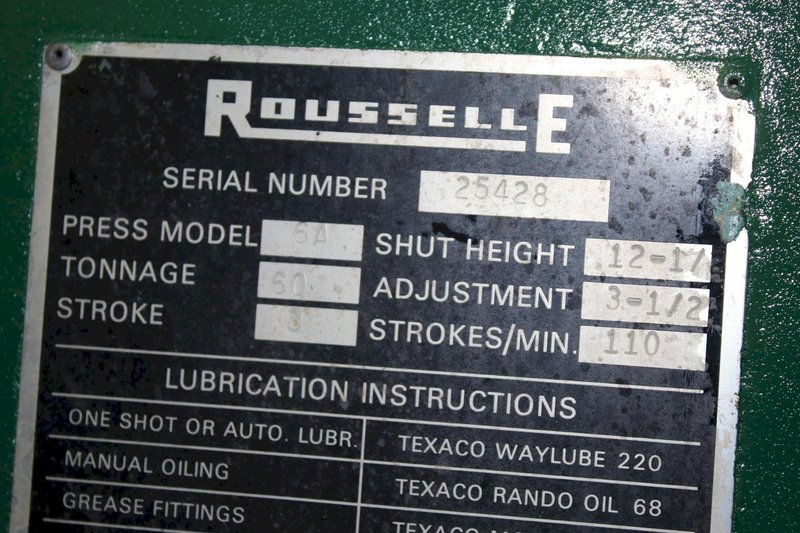 ROUSSELLE
SERIAL NUMBER 25428
PRESS MODEL 6A SHUT HEIGHT 12-1/
TONNAGE 60 ADJUSTMENT 3-1/2
STROKE 3 STROKES/MIN. 110
LUBRICATION INSTRUCTIONS
ONE SHOT OR AUTO. LUBR. TEXACO WAYLUBE 220
MANUAL OILING TEXACO RANDO OIL 68
GREASE FITTINGS TEXACO